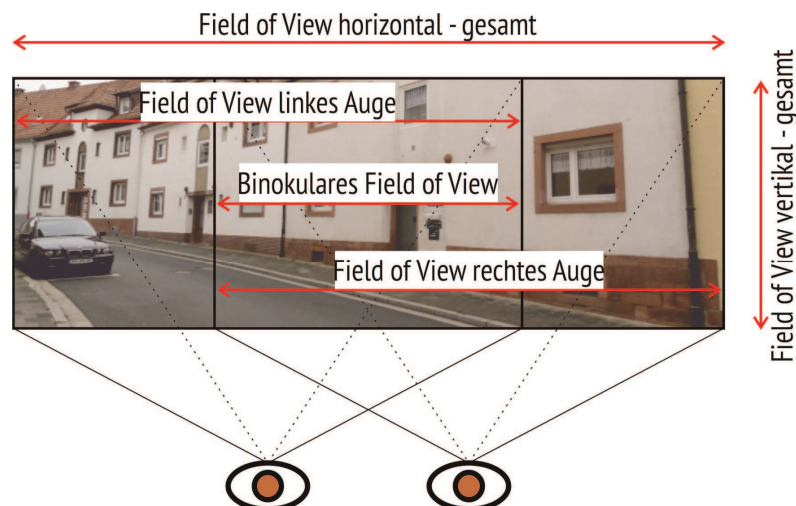 Field of View horizontal - gesamt
Field of View linkes Auge
Binokulares Field of View
Field of View rechtes Auge
Field of View vertikal - gesamt